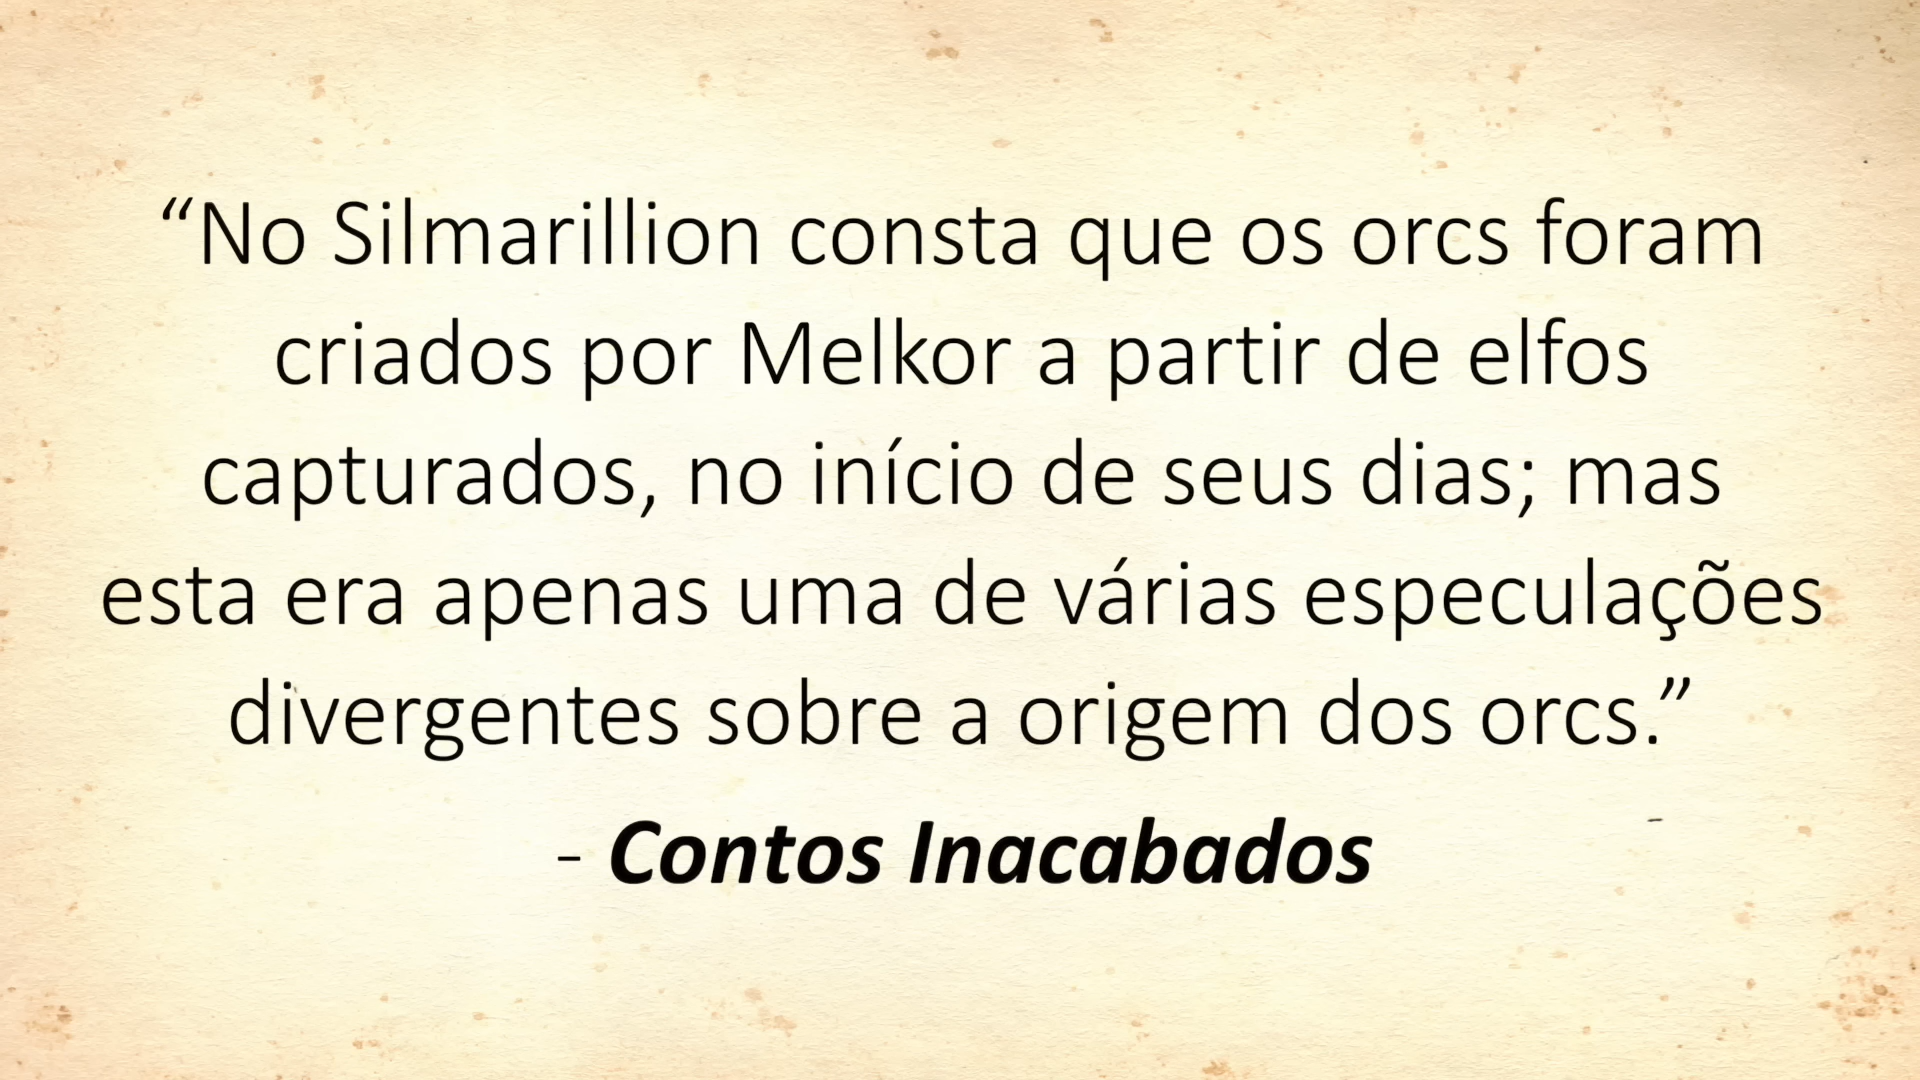 “No Silmarillion consta que os orcs foram
criados por Melkor a partir de elfos
capturados, no início de seus dias; mas
esta era apenas uma de várias especulações
divergentes sobre a origem dos orcs.”
- Contos Inacabados